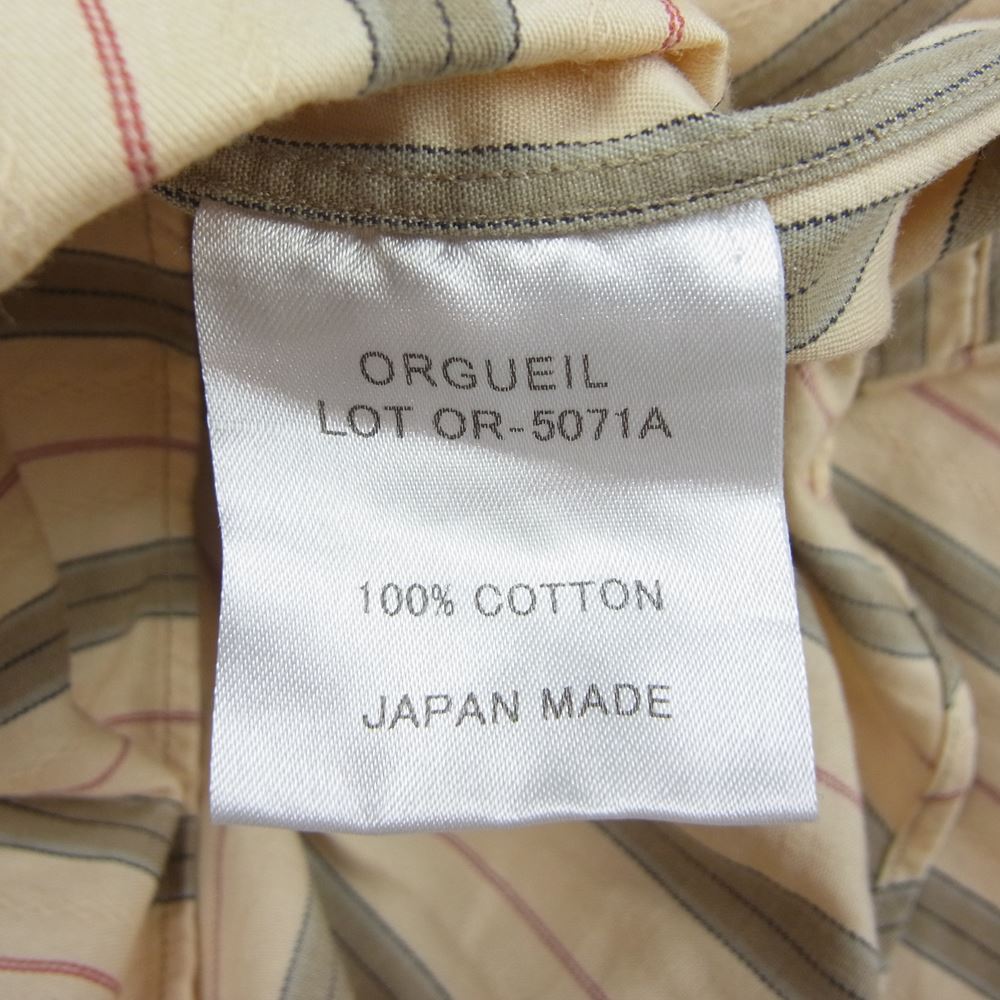 ORGUEIL
LOT OR-5071A
100% COTTON
JAPAN MADE